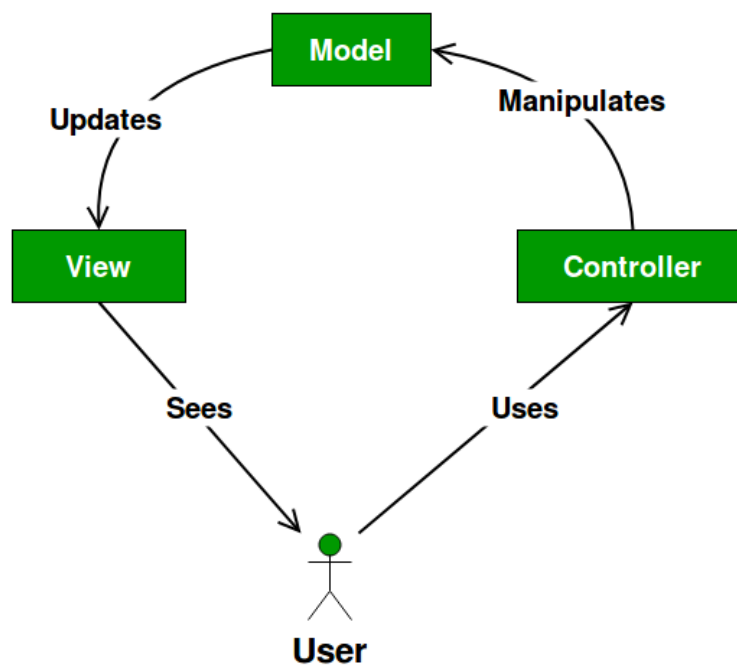 Model
Manipulates
Updates
View
Controller
Sees
Uses
User